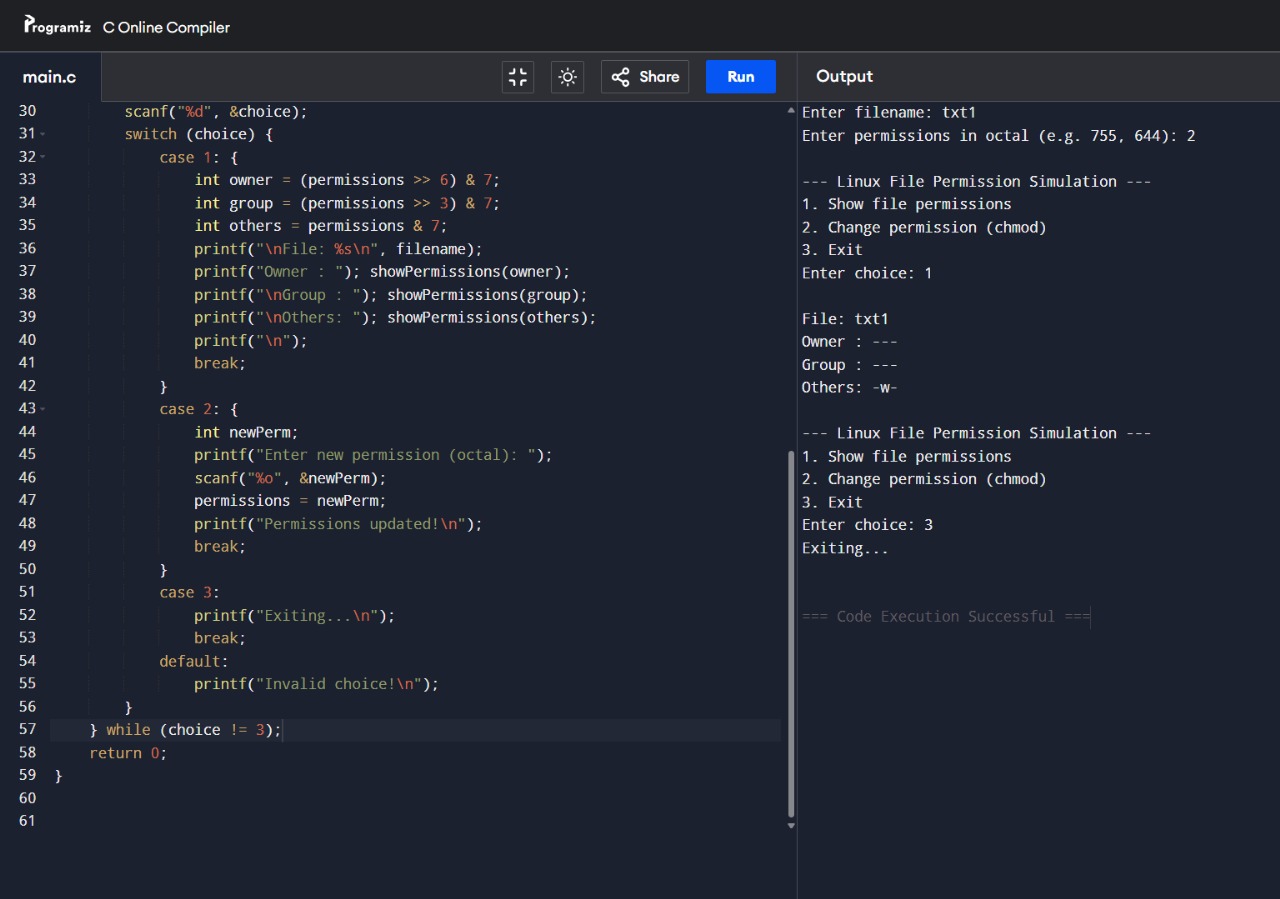 Programiz C Online Compiler
main.c Share Run Output
30 scanf("%d", &choice);
31 switch (choice) {
32 case 1: {
33 int owner = (permissions >> 6) & 7;
34 int group = (permissions >> 3) & 7;
35 int others = permissions & 7;
36 printf("\nFile: %s\n", filename);
37 printf("Owner : "); showPermissions(owner);
38 printf("\nGroup : "); showPermissions(group);
39 printf("\nOthers: "); showPermissions(others);
40 printf("\n");
41 break;
42 }
43 case 2: {
44 int newPerm;
45 printf("Enter new permission (octal): ");
46 scanf("%o", &newPerm);
47 permissions = newPerm;
48 printf("Permissions updated!\n");
49 break;
50 }
51 case 3:
52 printf("Exiting...\n");
53 break;
54 default:
55 printf("Invalid choice!\n");
56 }
57 } while (choice != 3);
58 return 0;
59 }
60
61
Enter filename: txt1
Enter permissions in octal (e.g. 755, 644): 2
--- Linux File Permission Simulation ---
1. Show file permissions
2. Change permission (chmod)
3. Exit
Enter choice: 1
File: txt1
Owner : ---
Group : ---
Others: -w-
--- Linux File Permission Simulation ---
1. Show file permissions
2. Change permission (chmod)
3. Exit
Enter choice: 3
Exiting...
=== Code Execution Successful ===